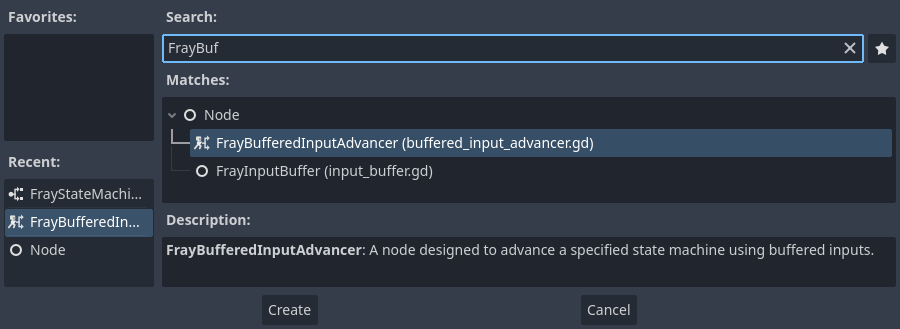 Favorites:
Search:
FrayBuf
Matches:
Node
FrayBufferedInputAdvancer (buffered_input_advancer.gd)
FrayInputBuffer (input_buffer.gd)
Recent:
FrayStateMachi...
FrayBufferedIn...
Node
Description:
FrayBufferedInputAdvancer: A node designed to advance a specified state machine using buffered inputs.
Create
Cancel